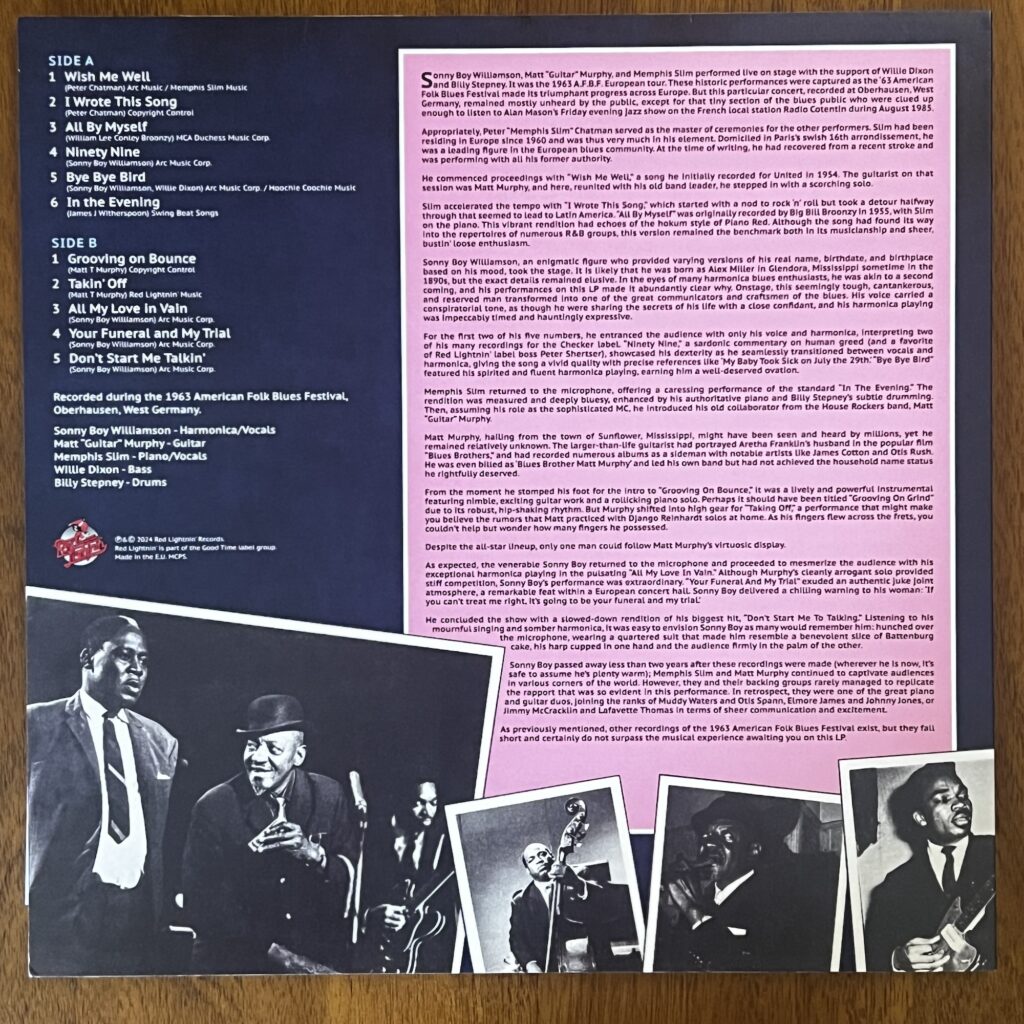 SIDE A
1 Wish Me Well
(Peter Chatman) Arc Music / Memphis Slim Music
2 I Wrote This Song
(Peter Chatman) Copyright Control
3 All By Myself
(William Lee Conley Broonzy) MCA Duchess Music Corp.
4 Ninety Nine
(Sonny Boy Williamson) Arc Music Corp.
5 Bye Bye Bird
(Sonny Boy Williamson, Willie Dixon) Arc Music Corp. / Hoochie Coochie Music
6 In the Evening
(James J Witherspoon) Swing Beat Songs
SIDE B
1 Grooving on Bounce
(Matt T Murphy) Copyright Control
2 Takin' Off
(Matt T Murphy) Red Lightnin' Music
3 All My Love in Vain
(Sonny Boy Williamson) Arc Music Corp.
4 Your Funeral and My Trial
(Sonny Boy Williamson) Arc Music Corp.
5 Don't Start Me Talkin'
(Sonny Boy Williamson) Arc Music Corp.
Recorded during the 1963 American Folk Blues Festival,
Oberhausen, West Germany.
Sonny Boy Williamson - Harmonica/Vocals
Matt "Guitar" Murphy - Guitar
Memphis Slim - Piano/Vocals
Willie Dixon - Bass
Billy Stepney - Drums
Red Lightnin'
℗&© 2024 Red Lightnin' Records.
Red Lightnin' is part of the Good Time label group.
Made in the E.U. MCPS.
Sonny Boy Williamson, Matt "Guitar" Murphy, and Memphis Slim performed live on stage with the support of Willie Dixon
and Billy Stepney. It was the 1963 A.F.B.F. European tour. These historic performances were captured as the '63 American
Folk Blues Festival made its triumphant progress across Europe. But this particular concert, recorded at Oberhausen, West
Germany, remained mostly unheard by the public, except for that tiny section of the blues public who were clued up
enough to listen to Alan Mason's Friday evening Jazz show on the French local station Radio Cotentin during August 1985.
Appropriately, Peter "Memphis Slim" Chatman served as the master of ceremonies for the other performers. Slim had been
residing in Europe since 1960 and was thus very much in his element. Domiciled in Paris's swish 16th arrondissement, he
was a leading figure in the European blues community. At the time of writing, he had recovered from a recent stroke and
was performing with all his former authority.
He commenced proceedings with "Wish Me Well," a song he initially recorded for United in 1954. The guitarist on that
session was Matt Murphy, and here, reunited with his old band leader, he stepped in with a scorching solo.
Slim accelerated the tempo with "I Wrote This Song," which started with a nod to rock 'n' roll but took a detour halfway
through that seemed to lead to Latin America. "All By Myself" was originally recorded by Big Bill Broonzy in 1955, with Slim
on the piano. This vibrant rendition had echoes of the hokum style of Piano Red. Although the song had found its way
into the repertoires of numerous R&B groups, this version remained the benchmark both in its musicianship and sheer,
bustin' loose enthusiasm.
Sonny Boy Williamson, an enigmatic figure who provided varying versions of his real name, birthdate, and birthplace
based on his mood, took the stage. It is likely that he was born as Alex Miller in Glendora, Mississippi sometime in the
1890s, but the exact details remained elusive. In the eyes of many harmonica blues enthusiasts, he was akin to a second
coming, and his performances on this LP made it abundantly clear why. Onstage, this seemingly tough, cantankerous,
and reserved man transformed into one of the great communicators and craftsmen of the blues. His voice carried a
conspiratorial tone, as though he were sharing the secrets of his life with a close confidant, and his harmonica playing
was impeccably timed and hauntingly expressive.
For the first two of his five numbers, he entranced the audience with only his voice and harmonica, interpreting two
of his many recordings for the Checker label. "Ninety Nine," a sardonic commentary on human greed (and a favorite
of Red Lightnin' label boss Peter Shertser), showcased his dexterity as he seamlessly transitioned between vocals and
harmonica, giving the song a vivid quality with precise references like 'My Baby Took Sick on July the 29th.' "Bye Bye Bird"
featured his spirited and fluent harmonica playing, earning him a well-deserved ovation.
Memphis Slim returned to the microphone, offering a caressing performance of the standard "In The Evening." The
rendition was measured and deeply bluesy, enhanced by his authoritative piano and Billy Stepney's subtle drumming.
Then, assuming his role as the sophisticated MC, he introduced his old collaborator from the House Rockers band, Matt
"Guitar" Murphy.
Matt Murphy, hailing from the town of Sunflower, Mississippi, might have been seen and heard by millions, yet he
remained relatively unknown. The larger-than-life guitarist had portrayed Aretha Franklin's husband in the popular film
"Blues Brothers," and had recorded numerous albums as a sideman with notable artists like James Cotton and Otis Rush.
He was even billed as 'Blues Brother Matt Murphy' and led his own band but had not achieved the household name status
he rightfully deserved.
From the moment he stomped his foot for the intro to "Grooving On Bounce," it was a lively and powerful instrumental
featuring nimble, exciting guitar work and a rollicking piano solo. Perhaps it should have been titled "Grooving On Grind"
due to its robust, hip-shaking rhythm. But Murphy shifted into high gear for "Taking Off," a performance that might make
you believe the rumors that Matt practiced with Django Reinhardt solos at home. As his fingers flew across the frets, you
couldn't help but wonder how many fingers he possessed.
Despite the all-star lineup, only one man could follow Matt Murphy's virtuosic display.
As expected, the venerable Sonny Boy returned to the microphone and proceeded to mesmerize the audience with his
exceptional harmonica playing in the pulsating "All My Love In Vain." Although Murphy's cleanly arrogant solo provided
stiff competition, Sonny Boy's performance was extraordinary. "Your Funeral And My Trial" exuded an authentic juke joint
atmosphere, a remarkable feat within a European concert hall. Sonny Boy delivered a chilling warning to his woman: 'If
you can't treat me right, it's going to be your funeral and my trial.'
He concluded the show with a slowed-down rendition of his biggest hit, "Don't Start Me To Talking." Listening to his
mournful singing and somber harmonica, it was easy to envision Sonny Boy as many would remember him: hunched over
the microphone, wearing a quartered suit that made him resemble a benevolent slice of Battenburg
cake, his harp cupped in one hand and the audience firmly in the palm of the other.
Sonny Boy passed away less than two years after these recordings were made (wherever he is now, it's
safe to assume he's plenty warm); Memphis Slim and Matt Murphy continued to captivate audiences
in various corners of the world. However, they and their backing groups rarely managed to replicate
the rapport that was so evident in this performance. In retrospect, they were one of the great piano
and guitar duos, joining the ranks of Muddy Waters and Otis Spann, Elmore James and Johnny Jones, or
Jimmy McCracklin and Lafayette Thomas in terms of sheer communication and excitement.
As previously mentioned, other recordings of the 1963 American Folk Blues Festival exist, but they fall
short and certainly do not surpass the musical experience awaiting you on this LP.